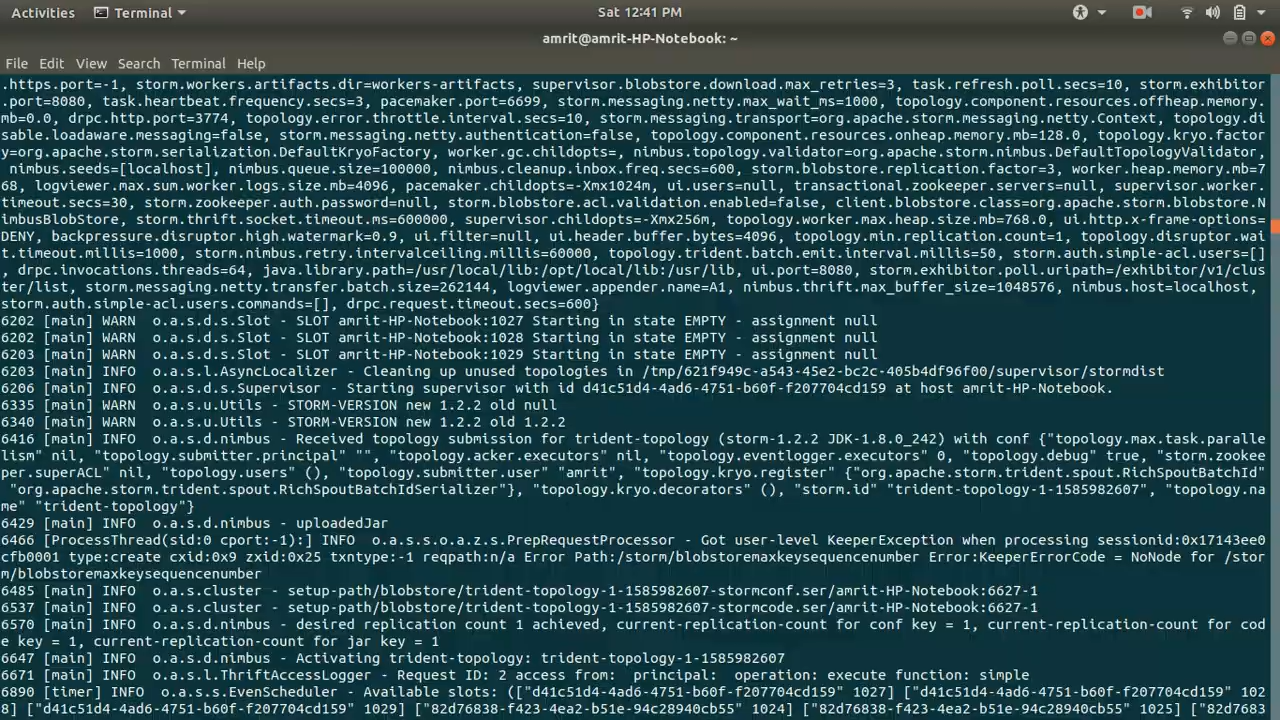 Activities Terminal Sat 12:41 PM
amrit@amrit-HP-Notebook: ~
File Edit View Search Terminal Help
.https.port=-1, storm.workers.artifacts.dir=workers-artifacts, supervisor.blobstore.download.max_retries=3, task.refresh.poll.secs=10, storm.exhibitor
.port=8080, task.heartbeat.frequency.secs=3, pacemaker.port=6699, storm.messaging.netty.max_wait_ms=1000, topology.component.resources.offheap.memory.
mb=0.0, drpc.http.port=3774, topology.error.throttle.interval.secs=10, storm.messaging.transport=org.apache.storm.messaging.netty.Context, topology.di
sable.loadaware.messaging=false, storm.messaging.netty.authentication=false, topology.component.resources.onheap.memory.mb=128.0, topology.kryo.factor
y=org.apache.storm.serialization.DefaultKryoFactory, worker.gc.childopts=, nimbus.topology.validator=org.apache.storm.nimbus.DefaultTopologyValidator,
 nimbus.seeds=[localhost], nimbus.queue.size=100000, nimbus.cleanup.inbox.freq.secs=600, storm.blobstore.replication.factor=3, worker.heap.memory.mb=7
68, logviewer.max.sum.worker.logs.size.mb=4096, pacemaker.childopts=-Xmx1024m, ui.users=null, transactional.zookeeper.servers=null, supervisor.worker.
timeout.secs=30, storm.zookeeper.auth.password=null, storm.blobstore.acl.validation.enabled=false, client.blobstore.class=org.apache.storm.blobstore.N
imbusBlobStore, storm.thrift.socket.timeout.ms=600000, supervisor.childopts=-Xmx256m, topology.worker.max.heap.size.mb=768.0, ui.http.x-frame-options=
DENY, backpressure.disruptor.high.watermark=0.9, ui.filter=null, ui.header.buffer.bytes=4096, topology.min.replication.count=1, topology.disruptor.wai
t.timeout.millis=1000, storm.nimbus.retry.intervalceiling.millis=60000, topology.trident.batch.emit.interval.millis=50, storm.auth.simple-acl.users=[]
, drpc.invocations.threads=64, java.library.path=/usr/local/lib:/opt/local/lib:/usr/lib, ui.port=8080, storm.exhibitor.poll.uripath=/exhibitor/v1/clus
ter/list, storm.messaging.netty.transfer.batch.size=262144, logviewer.appender.name=A1, nimbus.thrift.max_buffer_size=1048576, nimbus.host=localhost,
storm.auth.simple-acl.users.commands=[], drpc.request.timeout.secs=600}
6202 [main] WARN  o.a.s.d.s.Slot - SLOT amrit-HP-Notebook:1027 Starting in state EMPTY - assignment null
6202 [main] WARN  o.a.s.d.s.Slot - SLOT amrit-HP-Notebook:1028 Starting in state EMPTY - assignment null
6203 [main] WARN  o.a.s.d.s.Slot - SLOT amrit-HP-Notebook:1029 Starting in state EMPTY - assignment null
6203 [main] INFO  o.a.s.l.AsyncLocalizer - Cleaning up unused topologies in /tmp/621f949c-a543-45e2-bc2c-405b4df96f00/supervisor/stormdist
6206 [main] INFO  o.a.s.d.s.Supervisor - Starting supervisor with id d41c51d4-4ad6-4751-b60f-f207704cd159 at host amrit-HP-Notebook.
6335 [main] WARN  o.a.s.u.Utils - STORM-VERSION new 1.2.2 old null
6340 [main] WARN  o.a.s.u.Utils - STORM-VERSION new 1.2.2 old 1.2.2
6416 [main] INFO  o.a.s.d.nimbus - Received topology submission for trident-topology (storm-1.2.2 JDK-1.8.0_242) with conf {"topology.max.task.paralle
lism" nil, "topology.submitter.principal" "", "topology.acker.executors" nil, "topology.eventlogger.executors" 0, "topology.debug" true, "storm.zookee
per.superACL" nil, "topology.users" (), "topology.submitter.user" "amrit", "topology.kryo.register" {"org.apache.storm.trident.spout.RichSpoutBatchId"
 "org.apache.storm.trident.spout.RichSpoutBatchIdSerializer"}, "topology.kryo.decorators" (), "storm.id" "trident-topology-1-1585982607", "topology.na
me" "trident-topology"}
6429 [main] INFO  o.a.s.d.nimbus - uploadedJar
6466 [ProcessThread(sid:0 cport:-1):] INFO  o.a.s.s.o.a.z.s.PrepRequestProcessor - Got user-level KeeperException when processing sessionid:0x17143ee0
cfb0001 type:create cxid:0x9 zxid:0x25 txntype:-1 reqpath:n/a Error Path:/storm/blobstoremaxkeysequencenumber Error:KeeperErrorCode = NoNode for /stor
m/blobstoremaxkeysequencenumber
6485 [main] INFO  o.a.s.cluster - setup-path/blobstore/trident-topology-1-1585982607-stormconf.ser/amrit-HP-Notebook:6627-1
6537 [main] INFO  o.a.s.cluster - setup-path/blobstore/trident-topology-1-1585982607-stormcode.ser/amrit-HP-Notebook:6627-1
6570 [main] INFO  o.a.s.d.nimbus - desired replication count 1 achieved, current-replication-count for conf key = 1, current-replication-count for cod
e key = 1, current-replication-count for jar key = 1
6647 [main] INFO  o.a.s.d.nimbus - Activating trident-topology: trident-topology-1-1585982607
6671 [main] INFO  o.a.s.l.ThriftAccessLogger - Request ID: 2 access from:  principal:  operation: execute function: simple
6890 [timer] INFO  o.a.s.s.EvenScheduler - Available slots: (["d41c51d4-4ad6-4751-b60f-f207704cd159" 1027] ["d41c51d4-4ad6-4751-b60f-f207704cd159" 102
8] ["d41c51d4-4ad6-4751-b60f-f207704cd159" 1029] ["82d76838-f423-4ea2-b51e-94c28940cb55" 1024] ["82d76838-f423-4ea2-b51e-94c28940cb55" 1025] ["82d7683